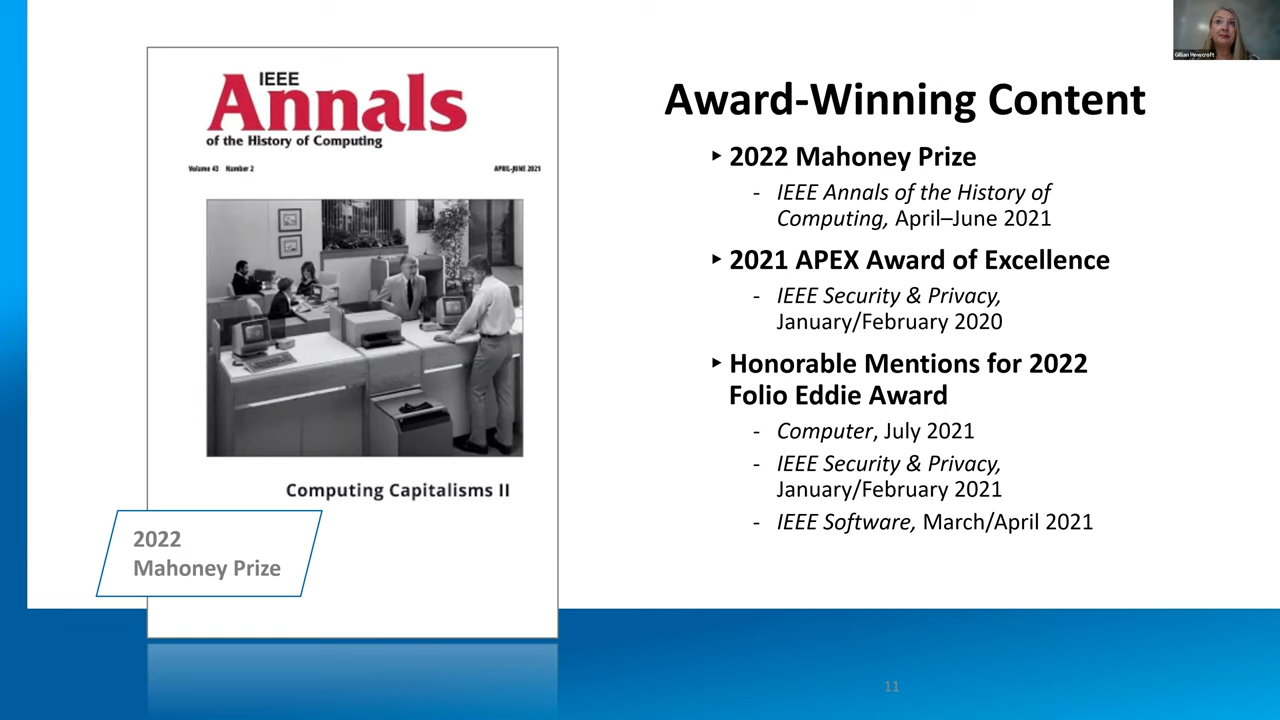 IEEE
Annals
of the History of Computing
Volume 43 Number 2
APRIL-JUNE 2021
Computing Capitalisms II
2022
Mahoney Prize
Gillian Howcroft
Award-Winning Content
‣ 2022 Mahoney Prize
- IEEE Annals of the History of
Computing, April–June 2021
‣ 2021 APEX Award of Excellence
- IEEE Security & Privacy,
January/February 2020
‣ Honorable Mentions for 2022
Folio Eddie Award
- Computer, July 2021
- IEEE Security & Privacy,
January/February 2021
- IEEE Software, March/April 2021
11